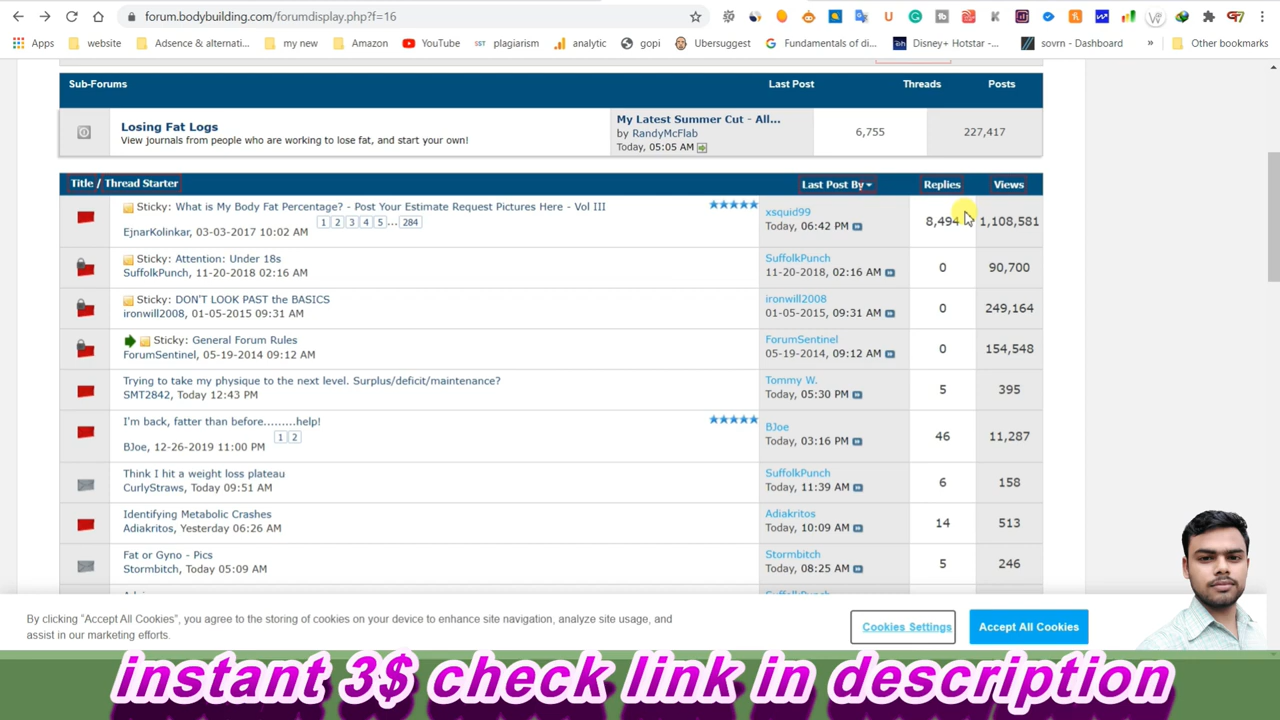 forum.bodybuilding.com/forumdisplay.php?f=16
Apps website Adsence & alternati... my new Amazon YouTube plagiarism analytic gopi Ubersuggest Fundamentals of di... Disney+ Hotstar -... sovrn - Dashboard » Other bookmarks
Sub-Forums Last Post Threads Posts
Losing Fat Logs
View journals from people who are working to lose fat, and start your own!
My Latest Summer Cut - All...
by RandyMcFlab
Today, 05:05 AM
6,755 227,417
Title / Thread Starter Last Post By Replies Views
Sticky: What is My Body Fat Percentage? - Post Your Estimate Request Pictures Here - Vol III
1 2 3 4 5 ... 284
EjnarKolinkar, 03-03-2017 10:02 AM
xsquid99
Today, 06:42 PM
8,494 1,108,581
Sticky: Attention: Under 18s
SuffolkPunch, 11-20-2018 02:16 AM
SuffolkPunch
11-20-2018, 02:16 AM
0 90,700
Sticky: DON'T LOOK PAST the BASICS
ironwill2008, 01-05-2015 09:31 AM
ironwill2008
01-05-2015, 09:31 AM
0 249,164
Sticky: General Forum Rules
ForumSentinel, 05-19-2014 09:12 AM
ForumSentinel
05-19-2014, 09:12 AM
0 154,548
Trying to take my physique to the next level. Surplus/deficit/maintenance?
SMT2842, Today 12:43 PM
Tommy W.
Today, 05:30 PM
5 395
I'm back, fatter than before.........help!
1 2
BJoe, 12-26-2019 11:00 PM
BJoe
Today, 03:16 PM
46 11,287
Think I hit a weight loss plateau
CurlyStraws, Today 09:51 AM
SuffolkPunch
Today, 11:39 AM
6 158
Identifying Metabolic Crashes
Adiakritos, Yesterday 06:26 AM
Adiakritos
Today, 10:09 AM
14 513
Fat or Gyno - Pics
Stormbitch, Today 05:09 AM
Stormbitch
Today, 08:25 AM
5 246
By clicking "Accept All Cookies", you agree to the storing of cookies on your device to enhance site navigation, analyze site usage, and
assist in our marketing efforts.
Cookies Settings
Accept All Cookies
instant 3$ check link in description